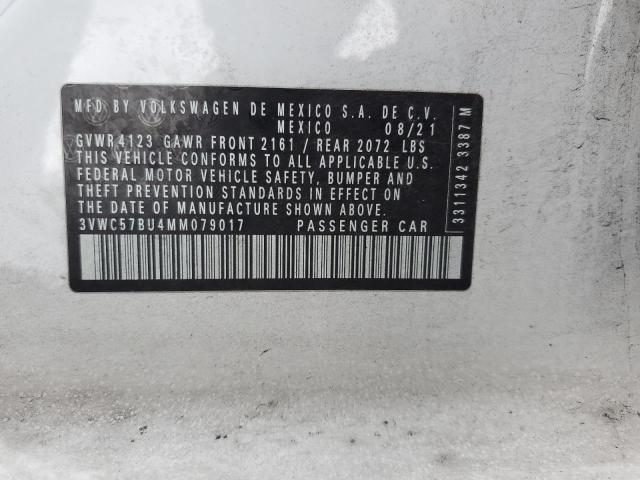 MFD BY VOLKSWAGEN DE MEXICO S.A. DE C.V.
MEXICO 08/21
GVWR 4123 GAWR FRONT 2161 / REAR 2072 LBS
THIS VEHICLE CONFORMS TO ALL APPLICABLE U.S.
FEDERAL MOTOR VEHICLE SAFETY, BUMPER AND
THEFT PREVENTION STANDARDS IN EFFECT ON
THE DATE OF MANUFACTURE SHOWN ABOVE
3VWC57BU4MM079017 PASSENGER CAR
3311342 3387 M